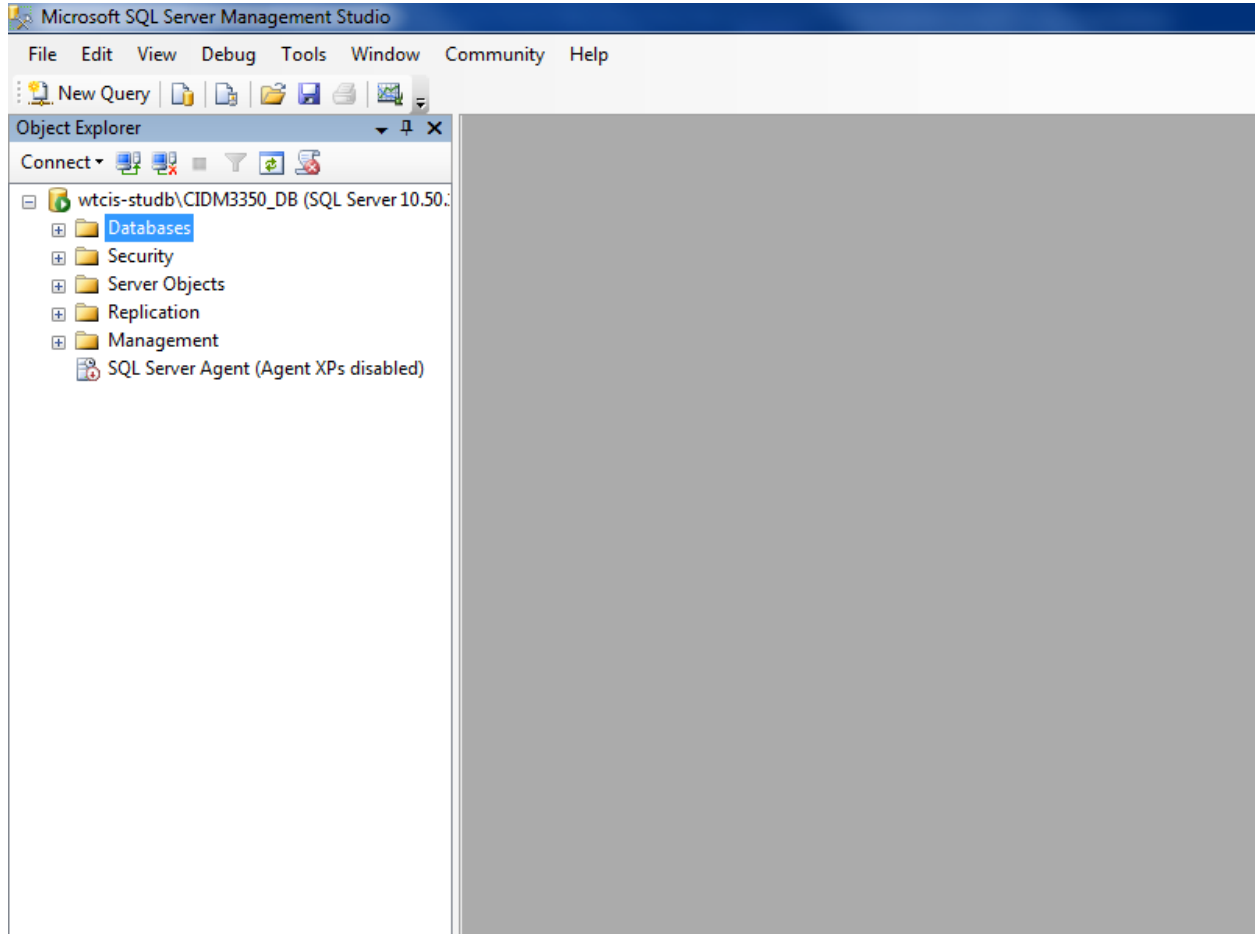 Microsoft SQL Server Management Studio
File Edit View Debug Tools Window Community Help
New Query
Object Explorer
Connect
wtcis-studb\CIDM3350_DB (SQL Server 10.50.
Databases
Security
Server Objects
Replication
Management
SQL Server Agent (Agent XPs disabled)